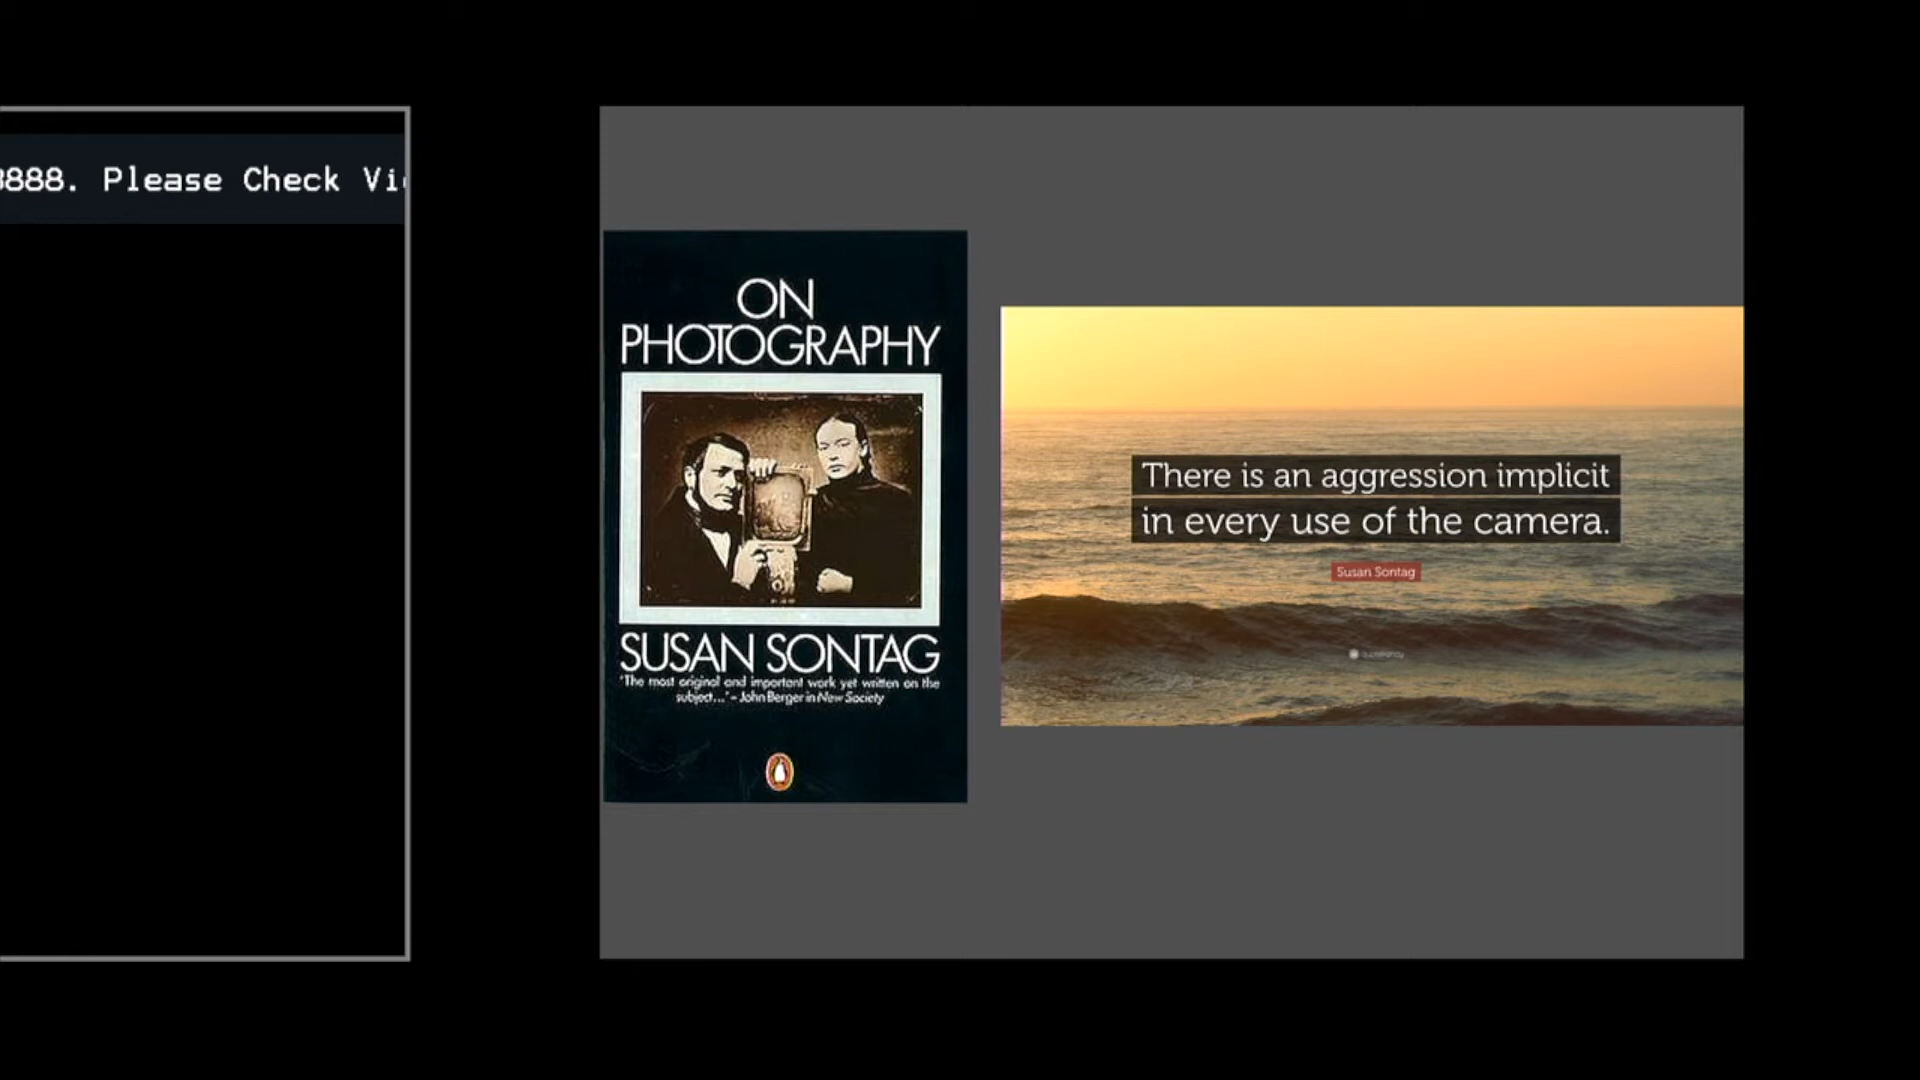 8888. Please Check Vi
ON
PHOTOGRAPHY
SUSAN SONTAG
'The most original and important work yet written on the
subject...' – John Berger in New Society
There is an aggression implicit
in every use of the camera.
Susan Sontag